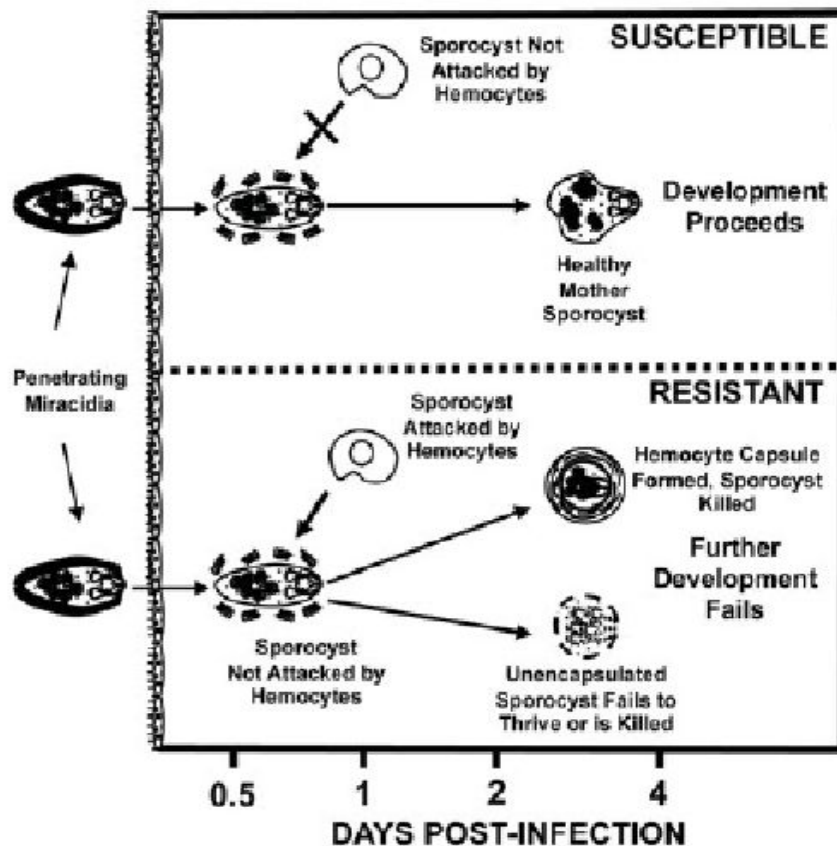 SUSCEPTIBLE
Sporocyst Not
Attacked by
Hemocytes
Development
Proceeds
Healthy
Mother
Sporocyst
Penetrating
Miracidia
RESISTANT
Sporocyst
Attacked by
Hemocytes
Hemocyte Capsule
Formed, Sporocyst
Killed
Further
Development
Fails
Sporocyst
Not Attacked by
Hemocytes
Unencapsulated
Sporocyst Fails to
Thrive or is Killed
0.5 1 2 4
DAYS POST-INFECTION